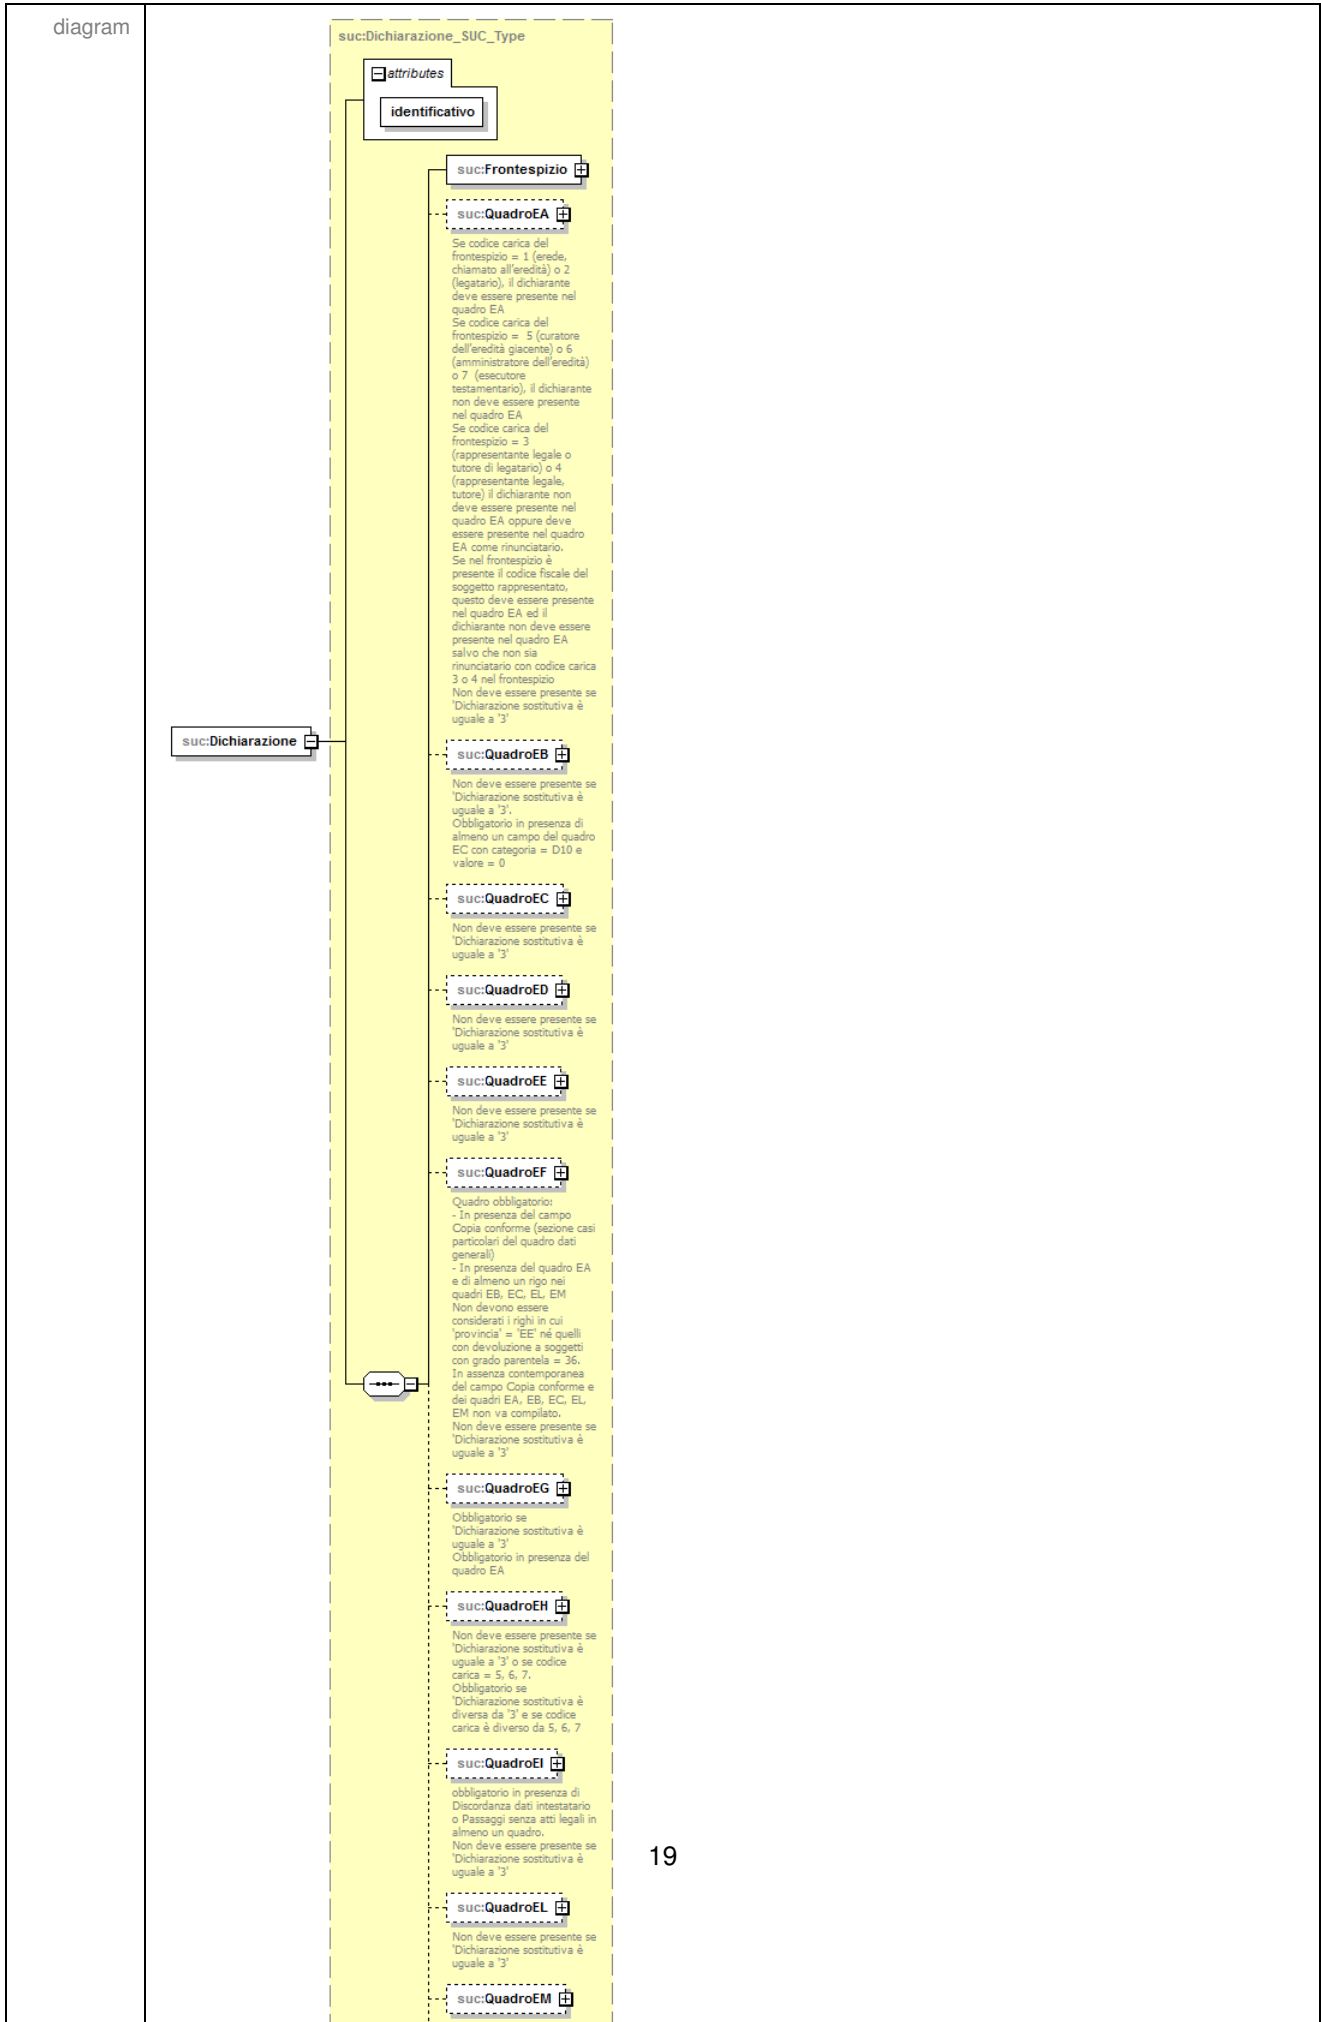 diagram
suc:Dichiarazione_SUC_Type
attributes
identificativo
suc:Frontespizio
suc:QuadroEA
Se codice carica del
frontespizio = 1 (erede,
chiamato all'eredità) o 2
(legatario), il dichiarante
deve essere presente nel
quadro EA
Se codice carica del
frontespizio =  5 (curatore
dell'eredità giacente) o 6
(amministratore dell'eredità)
o 7  (esecutore
testamentario), il dichiarante
non deve essere presente
nel quadro EA
Se codice carica del
frontespizio = 3
(rappresentante legale o
tutore di legatario) o 4
(rappresentante legale,
tutore) il dichiarante non
deve essere presente nel
quadro EA oppure deve
essere presente nel quadro
EA come rinunciatario.
Se nel frontespizio è
presente il codice fiscale del
soggetto rappresentato,
questo deve essere presente
nel quadro EA ed il
dichiarante non deve essere
presente nel quadro EA
salvo che non sia
rinunciatario con codice carica
3 o 4 nel frontespizio
Non deve essere presente se
'Dichiarazione sostitutiva è
uguale a '3'
suc:Dichiarazione
suc:QuadroEB
Non deve essere presente se
'Dichiarazione sostitutiva è
uguale a '3'.
Obbligatorio in presenza di
almeno un campo del quadro
EC con categoria = D10 e
valore = 0
suc:QuadroEC
Non deve essere presente se
'Dichiarazione sostitutiva è
uguale a '3'
suc:QuadroED
Non deve essere presente se
'Dichiarazione sostitutiva è
uguale a '3'
suc:QuadroEE
Non deve essere presente se
'Dichiarazione sostitutiva è
uguale a '3'
suc:QuadroEF
Quadro obbligatorio:
- In presenza del campo
Copia conforme (sezione casi
particolari del quadro dati
generali)
- In presenza del quadro EA
e di almeno un rigo nei
quadri EB, EC, EL, EM
Non devono essere
considerati i righi in cui
'provincia' = 'EE' né quelli
con devoluzione a soggetti
con grado parentela = 36.
In assenza contemporanea
del campo Copia conforme e
dei quadri EA, EB, EC, EL,
EM non va compilato.
Non deve essere presente se
'Dichiarazione sostitutiva è
uguale a '3'
suc:QuadroEG
Obbligatorio se
'Dichiarazione sostitutiva è
uguale a '3'
Obbligatorio in presenza del
quadro EA
suc:QuadroEH
Non deve essere presente se
'Dichiarazione sostitutiva è
uguale a '3' o se codice
carica = 5, 6, 7.
Obbligatorio se
'Dichiarazione sostitutiva è
diversa da '3' e se codice
carica è diverso da 5, 6, 7
suc:QuadroEI
obbligatorio in presenza di
Discordanza dati intestatario
o Passaggi senza atti legali in
almeno un quadro.
Non deve essere presente se
'Dichiarazione sostitutiva è
uguale a '3'
19
suc:QuadroEL
Non deve essere presente se
'Dichiarazione sostitutiva è
uguale a '3'
suc:QuadroEM